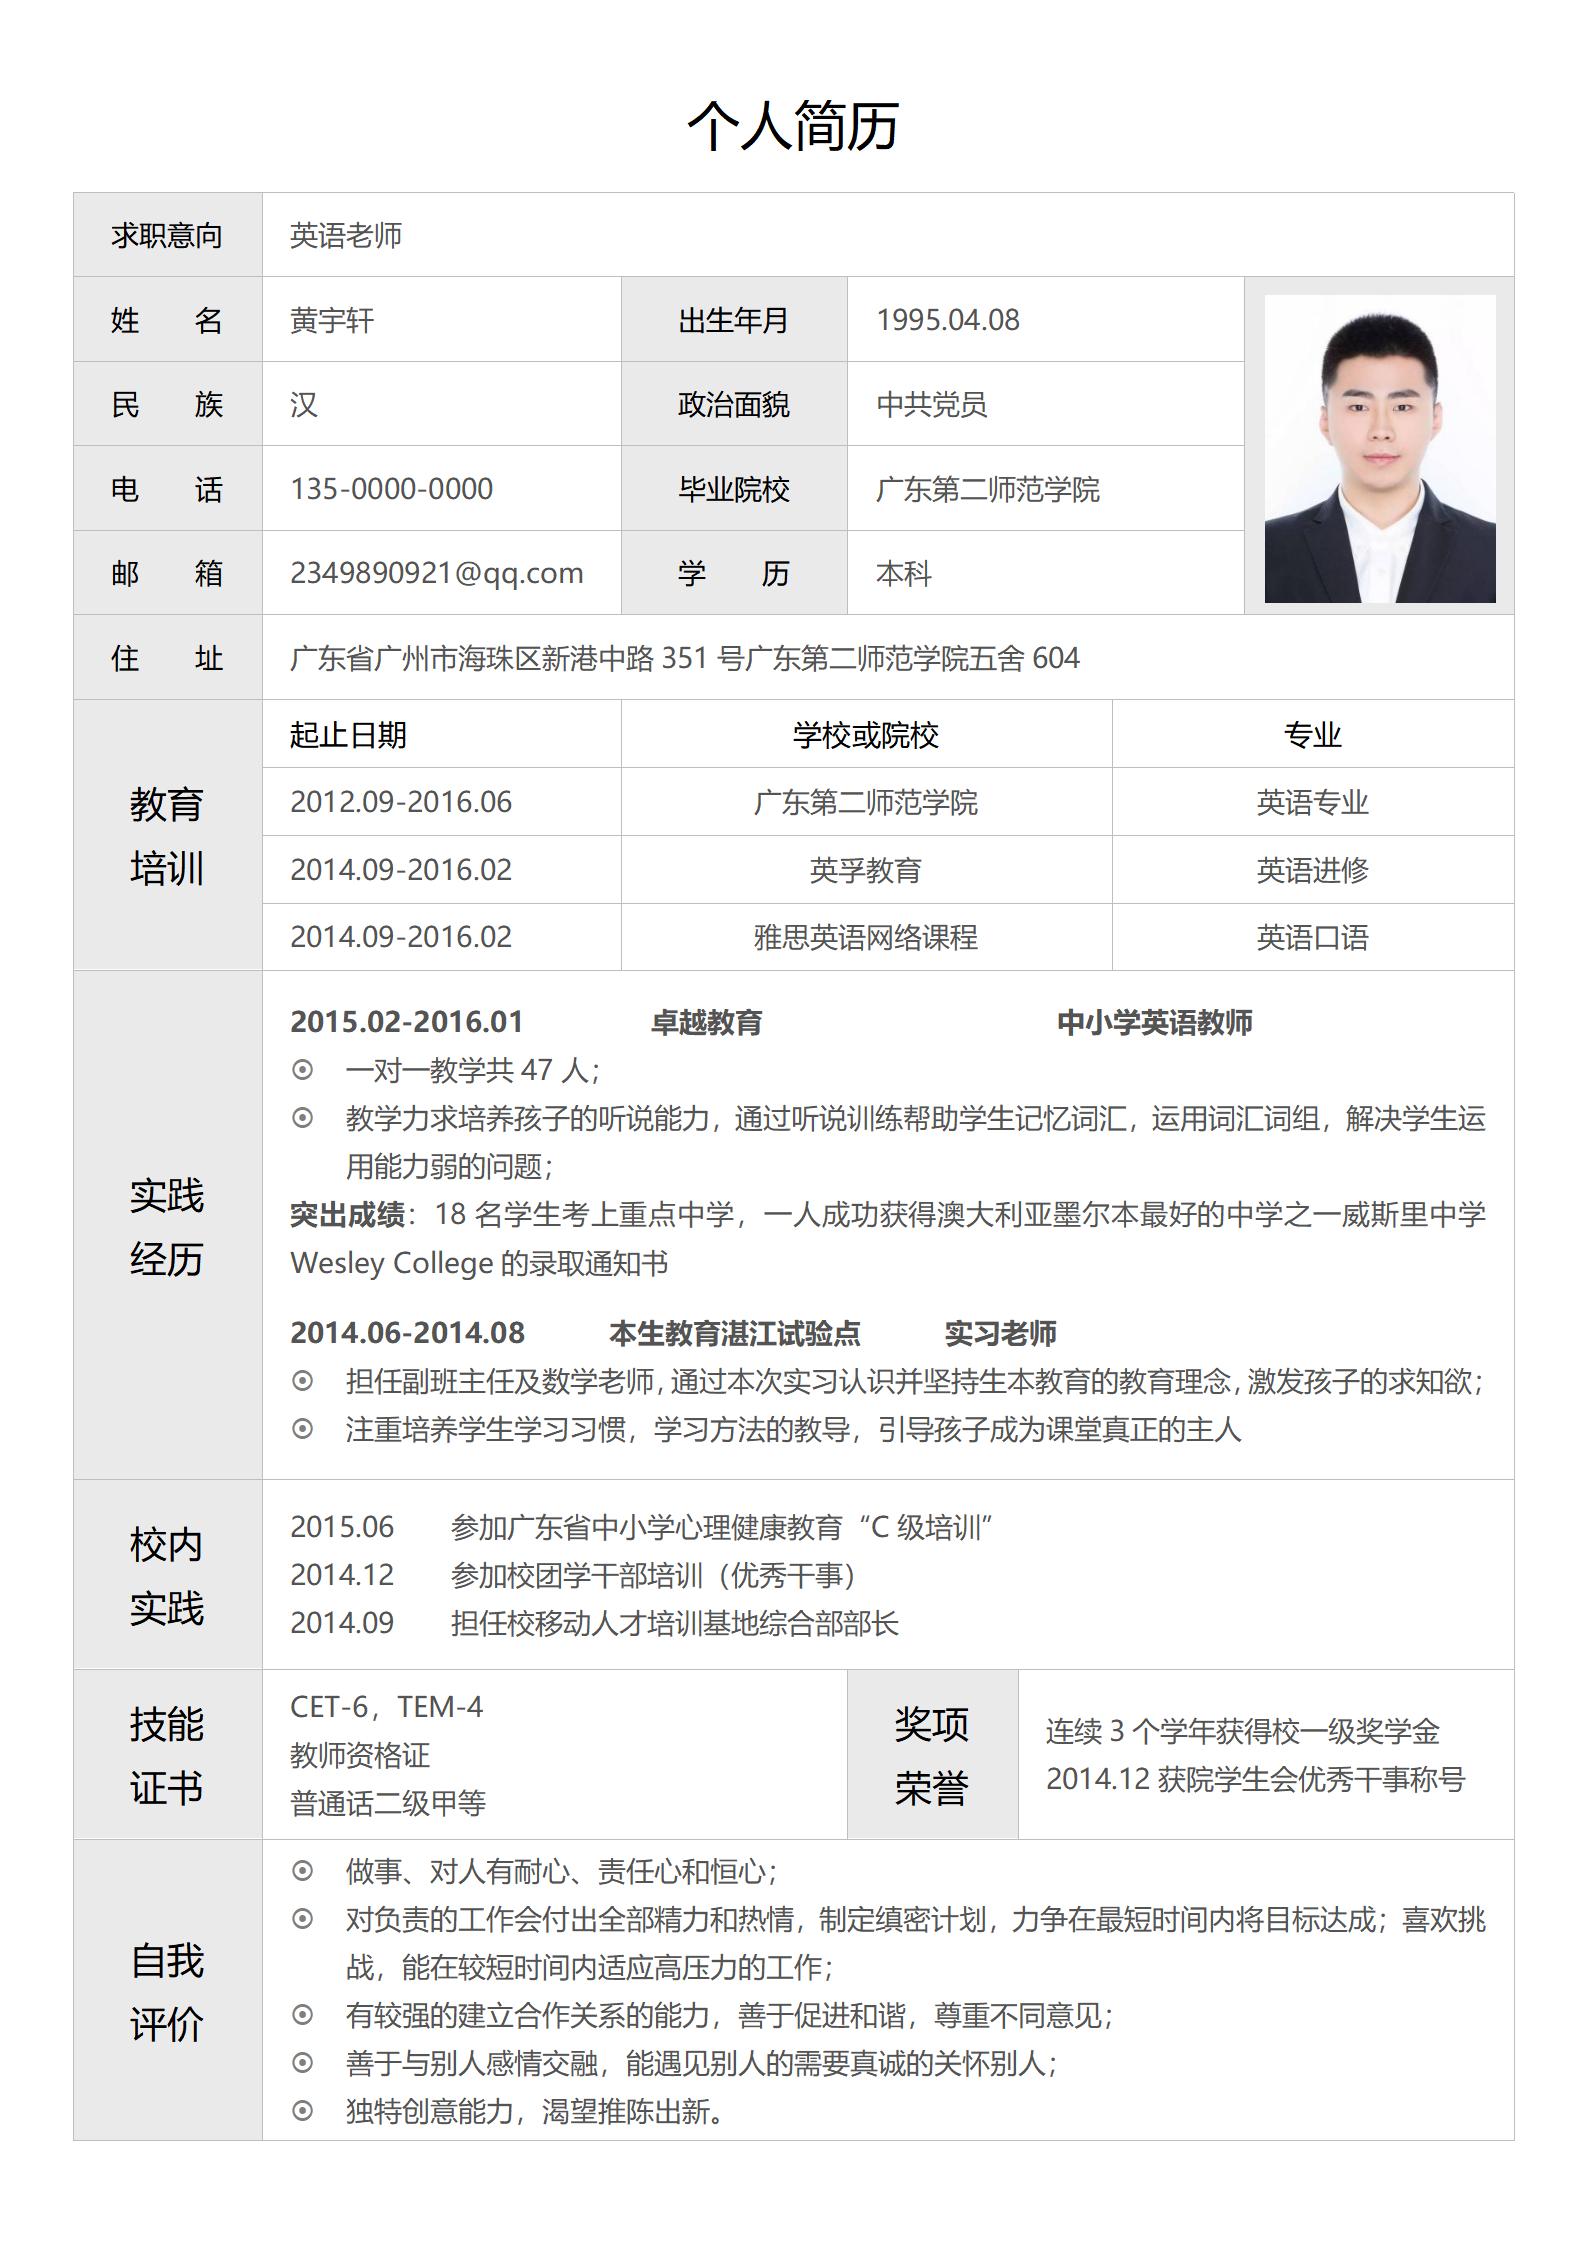 个人简历
求职意向 英语老师
姓 名 黄宇轩 出生年月 1995.04.08
民 族 汉 政治面貌 中共党员
电 话 135-0000-0000 毕业院校 广东第二师范学院
邮 箱 2349890921@qq.com 学 历 本科
住 址 广东省广州市海珠区新港中路 351 号广东第二师范学院五舍 604
教育
培训
起止日期 学校或院校 专业
2012.09-2016.06 广东第二师范学院 英语专业
2014.09-2016.02 英孚教育 英语进修
2014.09-2016.02 雅思英语网络课程 英语口语
实践
经历
2015.02-2016.01 卓越教育 中小学英语教师
⊙ 一对一教学共 47 人；
⊙ 教学力求培养孩子的听说能力，通过听说训练帮助学生记忆词汇，运用词汇词组，解决学生运
用能力弱的问题；
突出成绩：18 名学生考上重点中学，一人成功获得澳大利亚墨尔本最好的中学之一威斯里中学
Wesley College 的录取通知书
2014.06-2014.08 本生教育湛江试验点 实习老师
⊙ 担任副班主任及数学老师，通过本次实习认识并坚持生本教育的教育理念，激发孩子的求知欲；
⊙ 注重培养学生学习习惯，学习方法的教导，引导孩子成为课堂真正的主人
校内
实践
2015.06 参加广东省中小学心理健康教育“C 级培训”
2014.12 参加校团学干部培训（优秀干事）
2014.09 担任校移动人才培训基地综合部部长
技能
证书
CET-6，TEM-4
教师资格证
普通话二级甲等
奖项
荣誉
连续 3 个学年获得校一级奖学金
2014.12 获院学生会优秀干事称号
自我
评价
⊙ 做事、对人有耐心、责任心和恒心；
⊙ 对负责的工作会付出全部精力和热情，制定缜密计划，力争在最短时间内将目标达成；喜欢挑
战，能在较短时间内适应高压力的工作；
⊙ 有较强的建立合作关系的能力，善于促进和谐，尊重不同意见；
⊙ 善于与别人感情交融，能遇见别人的需要真诚的关怀别人；
⊙ 独特创意能力，渴望推陈出新。